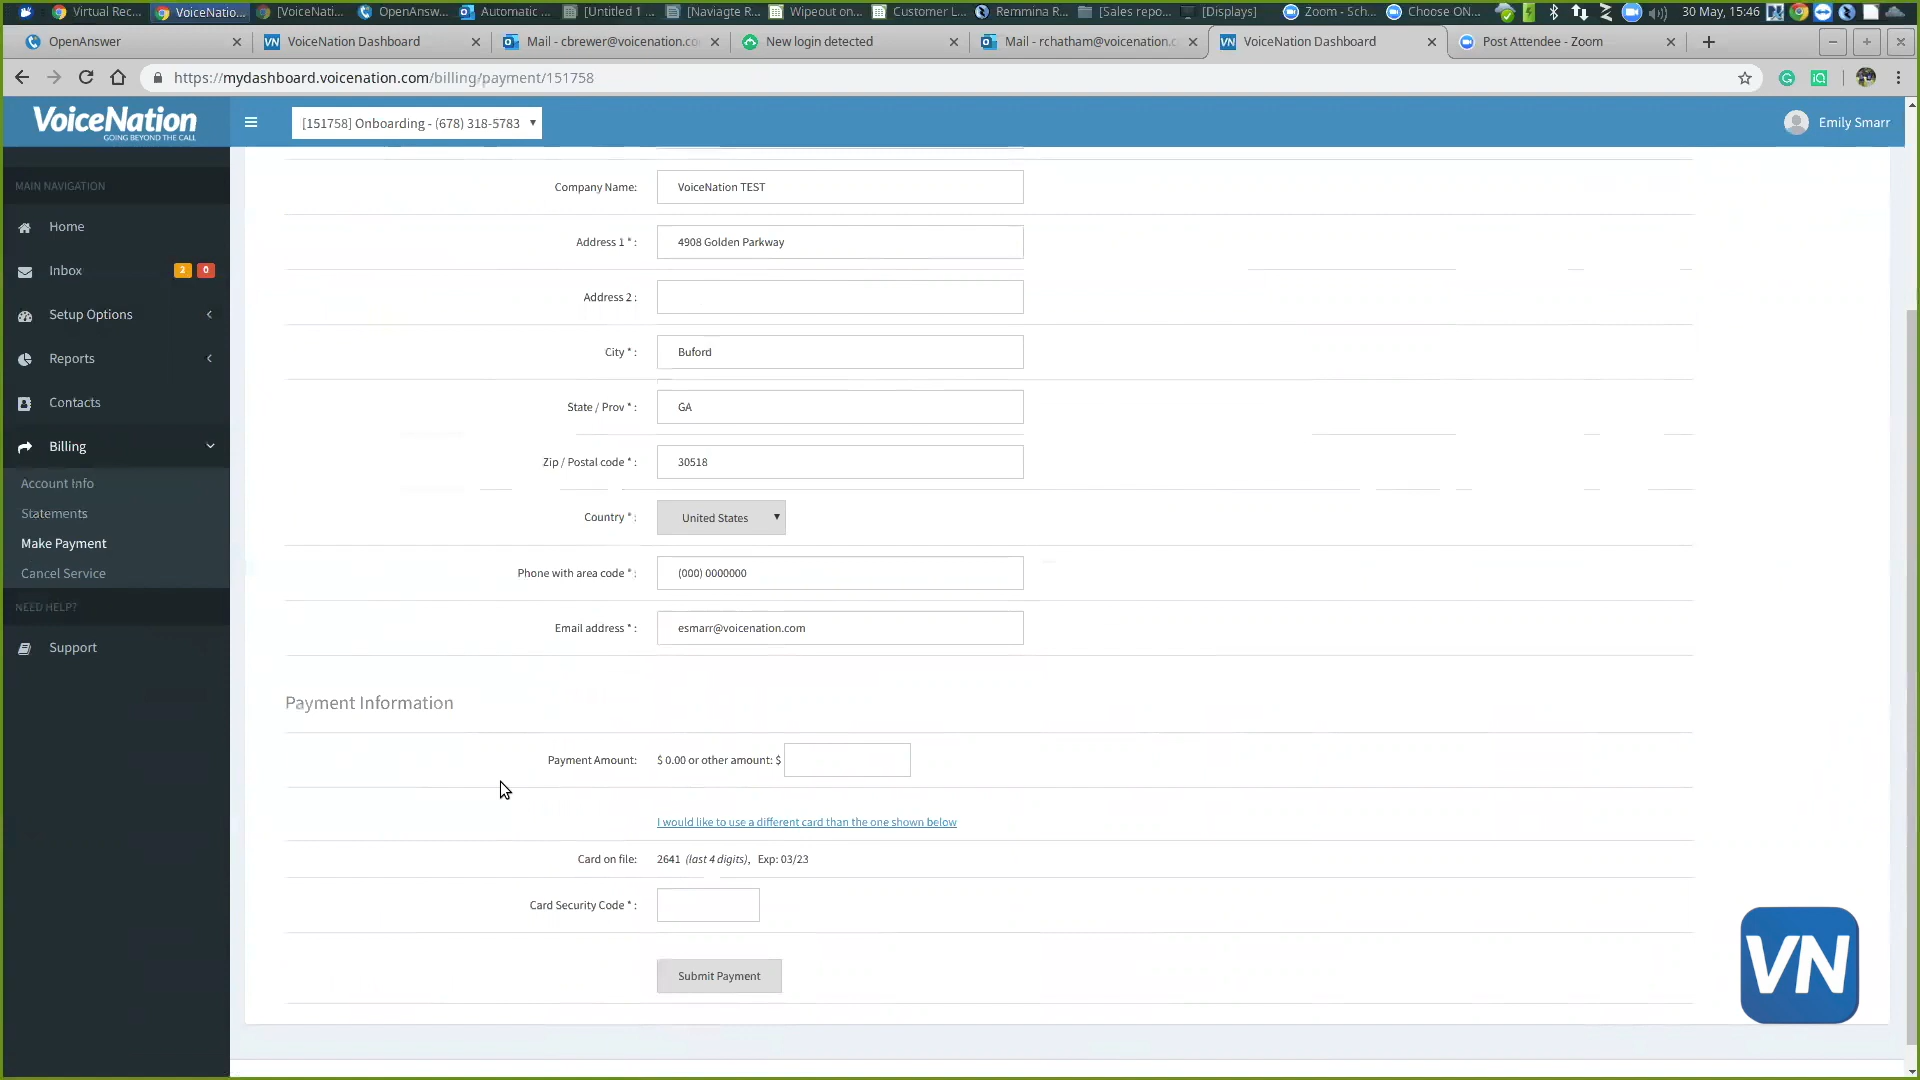 Virtual Rec... VoiceNatio... [VoiceNati... OpenAnsw... Automatic ... [Untitled 1 ... [Naviagte R... Wipeout on... Customer L... Remmina R... [Sales repo... [Displays] Zoom - Sch... Choose ON... 30 May, 15:46
OpenAnswer VoiceNation Dashboard Mail - cbrewer@voicenation.co New login detected Mail - rchatham@voicenation.c VoiceNation Dashboard Post Attendee - Zoom
https://mydashboard.voicenation.com/billing/payment/151758
VoiceNation
GOING BEYOND THE CALL
[151758] Onboarding - (678) 318-5783
Emily Smarr
MAIN NAVIGATION
Home
Inbox 2 0
Setup Options
Reports
Contacts
Billing
Account Info
Statements
Make Payment
Cancel Service
NEED HELP?
Support
Company Name: VoiceNation TEST
Address 1 * : 4908 Golden Parkway
Address 2 :
City * : Buford
State / Prov * : GA
Zip / Postal code * : 30518
Country * : United States
Phone with area code * : (000) 0000000
Email address * : esmarr@voicenation.com
Payment Information
Payment Amount: $ 0.00 or other amount: $
I would like to use a different card than the one shown below
Card on file: 2641 (last 4 digits), Exp: 03/23
Card Security Code * :
Submit Payment
VN